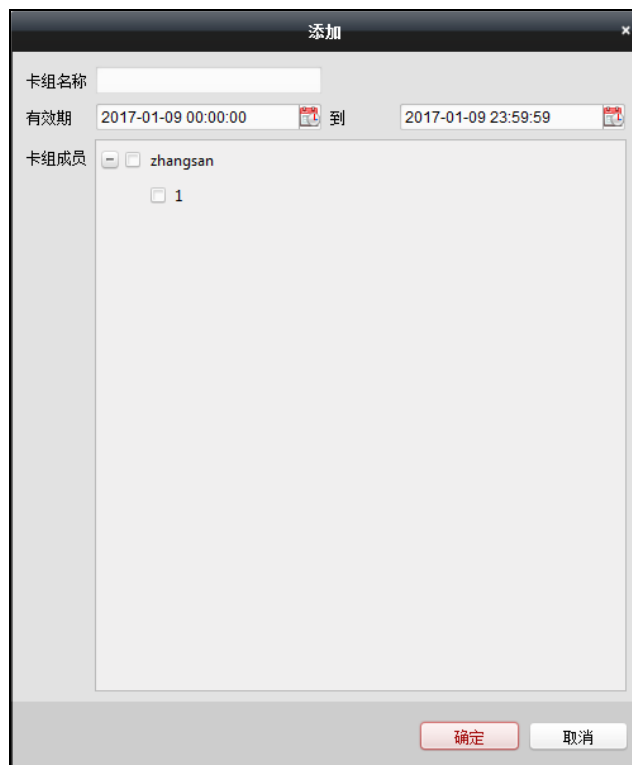 添加
卡组名称
有效期 2017-01-09 00:00:00 到 2017-01-09 23:59:59
卡组成员 zhangsan
1
确定 取消